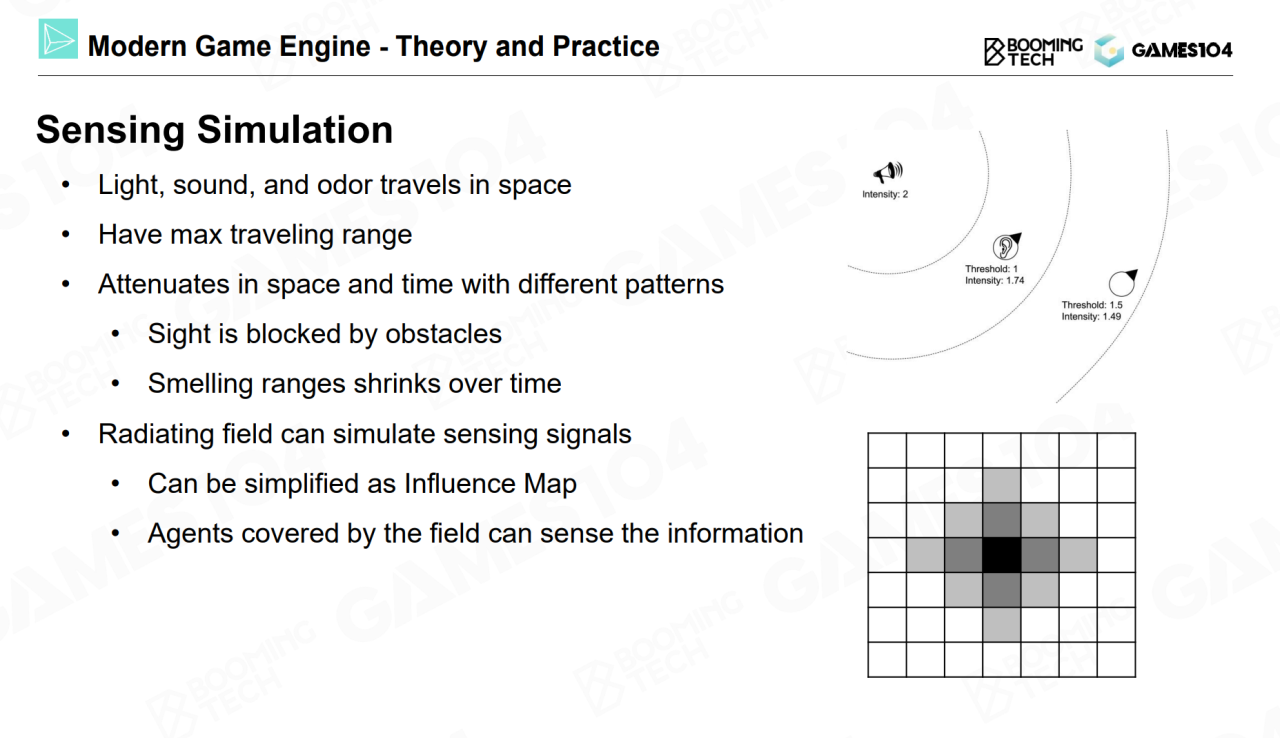 Modern Game Engine - Theory and Practice
BOOMING
TECH
GAMES104
Sensing Simulation
• Light, sound, and odor travels in space
• Have max traveling range
• Attenuates in space and time with different patterns
• Sight is blocked by obstacles
• Smelling ranges shrinks over time
• Radiating field can simulate sensing signals
• Can be simplified as Influence Map
• Agents covered by the field can sense the information
Intensity: 2
Threshold: 1
Intensity: 1.74
Threshold: 1.5
Intensity: 1.49